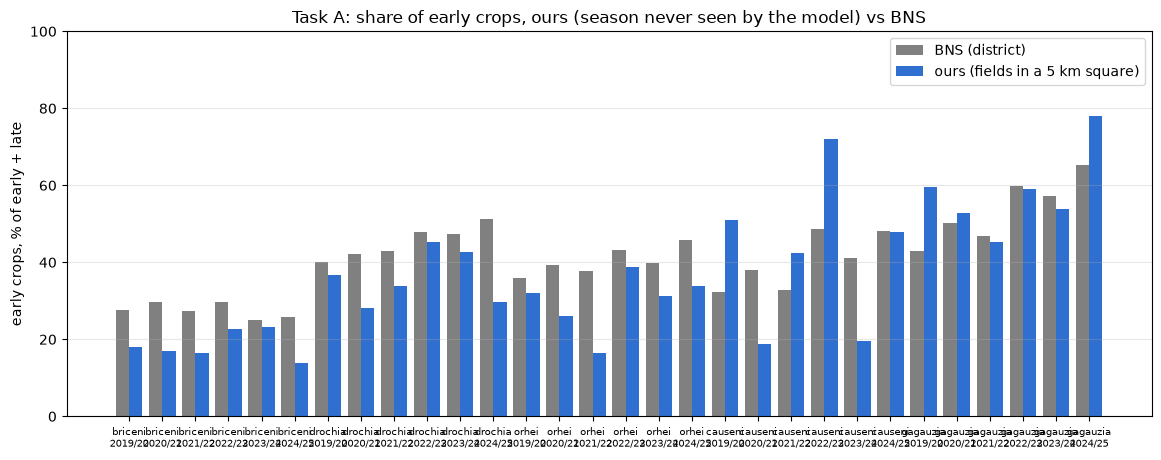 Task A: share of early crops, ours (season never seen by the model) vs BNS
BNS (district)
ours (fields in a 5 km square)
early crops, % of early + late
100
80
60
40
20
0
briceni briceni briceni briceni briceni briceni drochia drochia drochia drochia drochia drochia orhei orhei orhei orhei orhei orhei causeni causeni causeni causeni causeni causeni gagauzia gagauzia gagauzia gagauzia gagauzia gagauzia
2019/20 2020/21 2021/22 2022/23 2023/24 2024/25 2019/20 2020/21 2021/22 2022/23 2023/24 2024/25 2019/20 2020/21 2021/22 2022/23 2023/24 2024/25 2019/20 2020/21 2021/22 2022/23 2023/24 2024/25 2019/20 2020/21 2021/22 2022/23 2023/24 2024/25